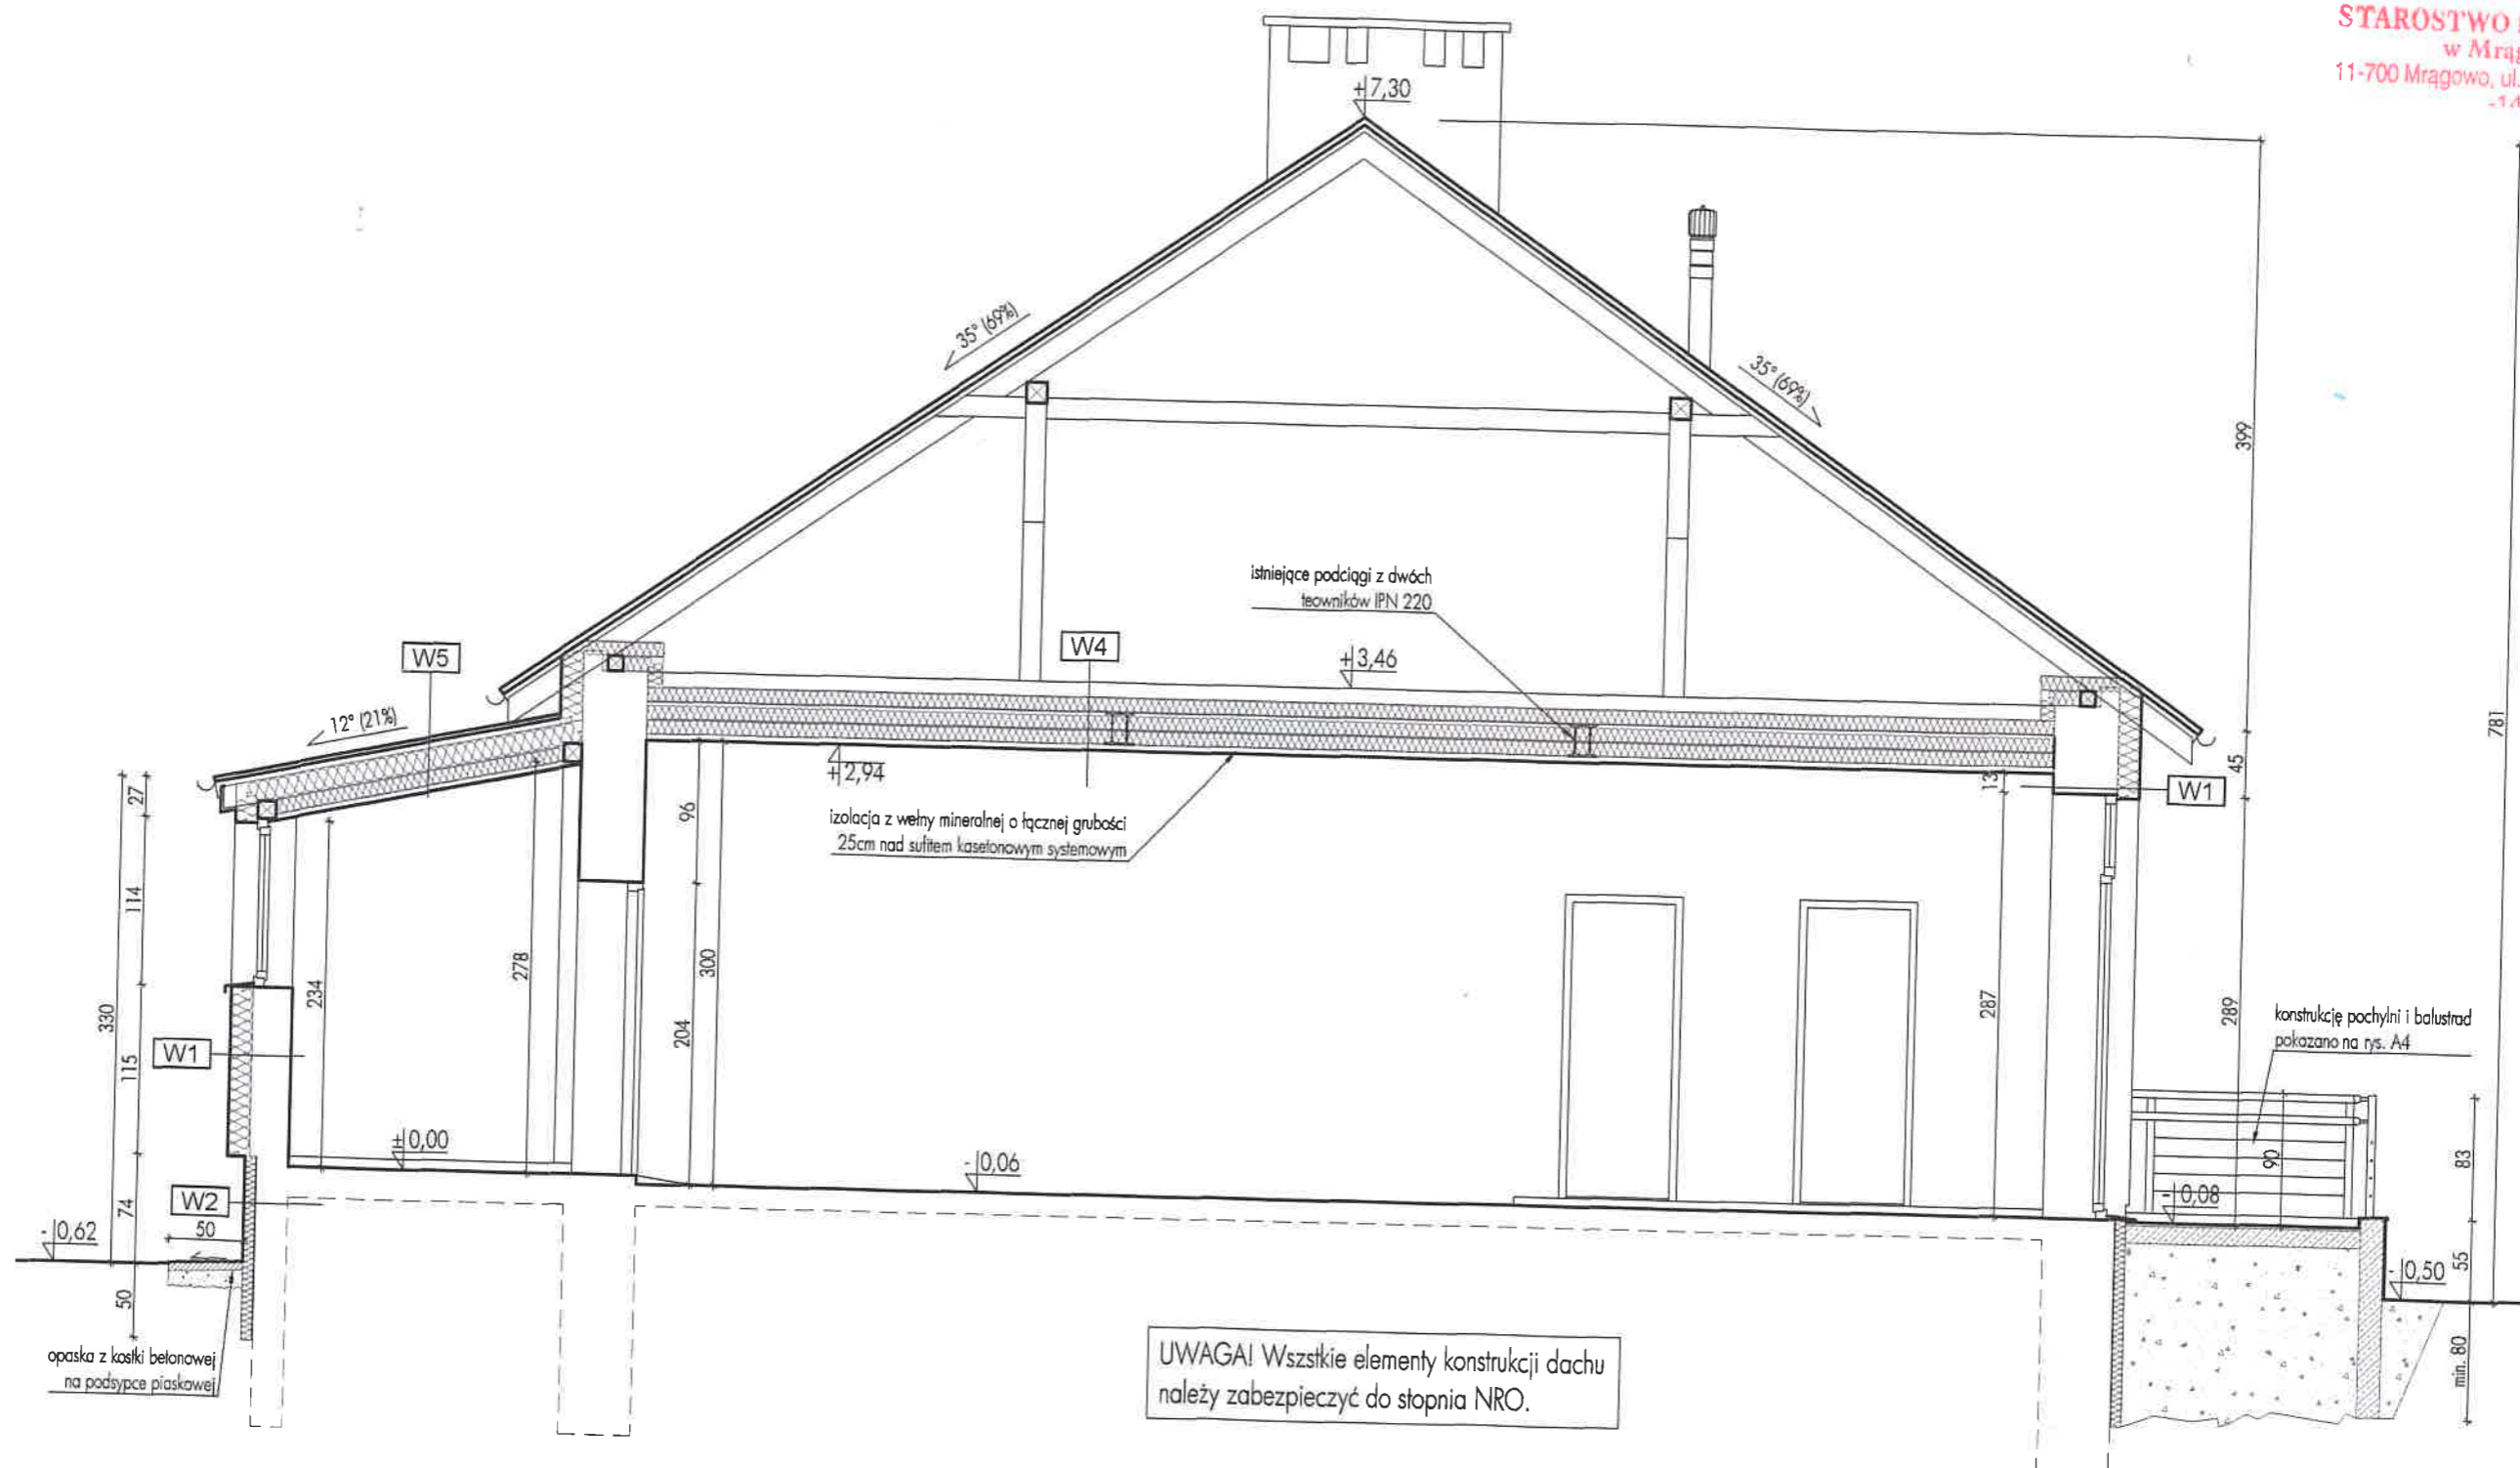 STAROSTWO
w Mrąg
11-700 Mrągowo, ul.
+7,30
35° (69%)
35° (69%)
399
781
istniejące podciągi z dwóch
teowników IPN 220
W5
W4
+3,46
12° (21%)
+2,94
27
96
13
45
W1
izolacja z wełny mineralnej o łącznej grubości
25cm nad sufitem kasetonowym systemowym
114
330
234
278
300
204
287
289
konstrukcję pochylni i balustrad
pokazano na rys. A4
W1
115
±0,00
-0,06
90
83
-0,08
W2
74
50
-0,62
50
55
-0,50
min. 80
opaska z kostki betonowej
na podsypce piaskowej
UWAGA! Wszstkie elementy konstrukcji dachu
należy zabezpieczyć do stopnia NRO.